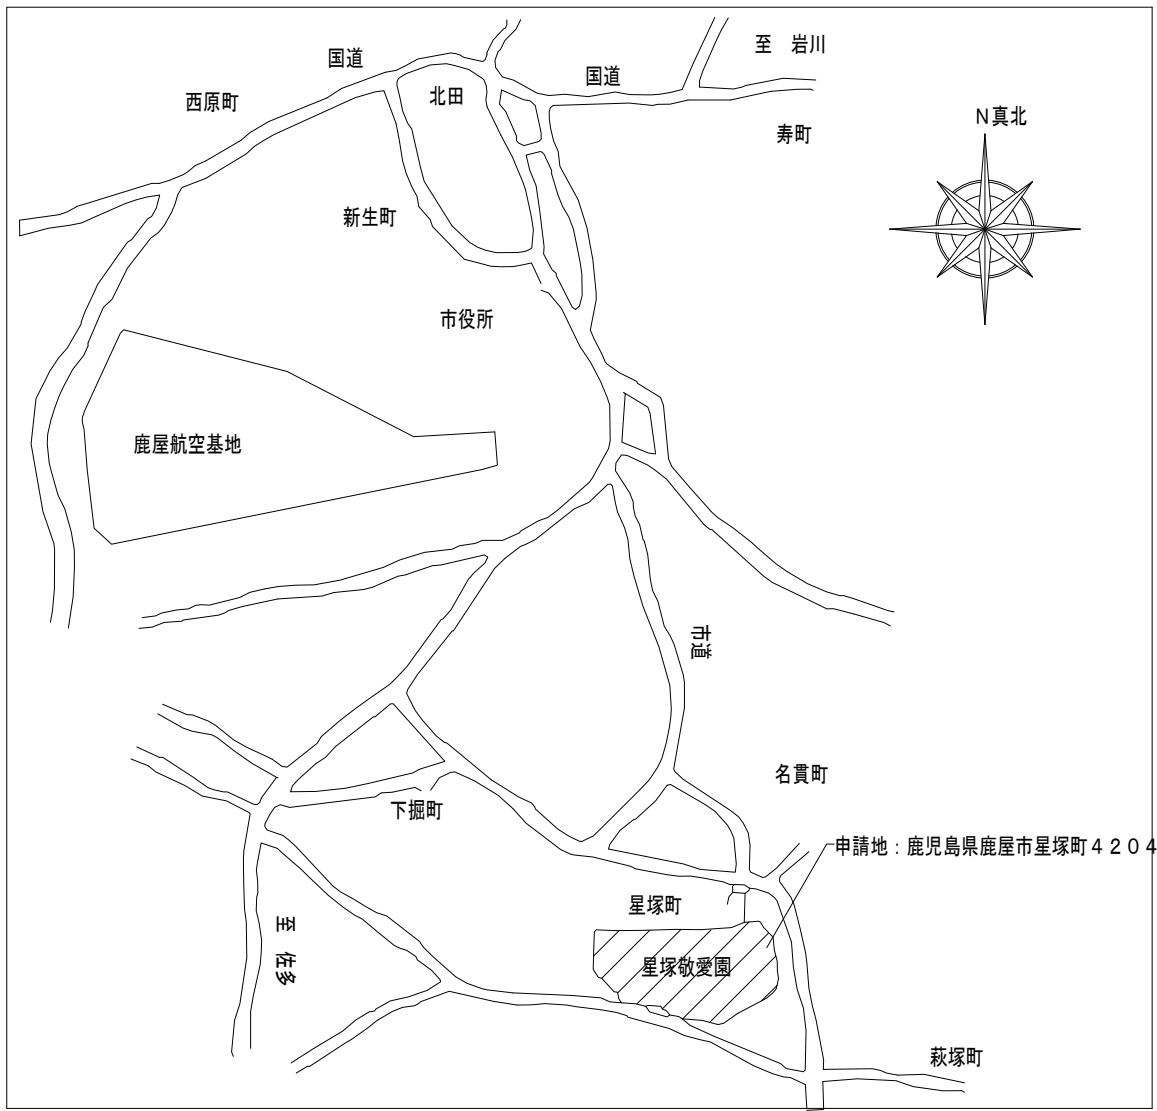 至　岩川
国道
国道
西原町
北田
Ｎ真北
寿町
新生町
市役所
鹿屋航空基地
市道
名貫町
下掘町
申請地：鹿児島県鹿屋市星塚町４２０４
星塚町
至　佐多
星塚敬愛園
萩塚町